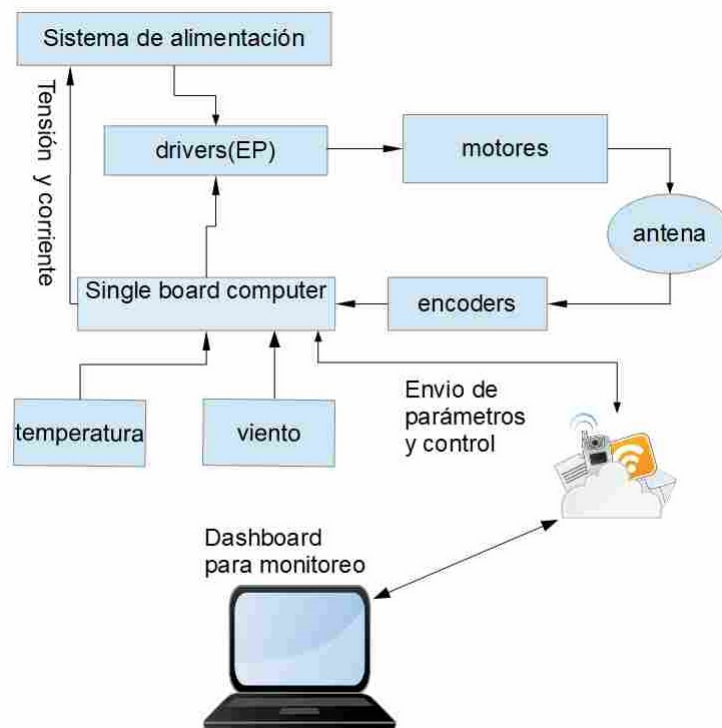 Sistema de alimentación
Tensión y corriente
drivers(EP)
motores
antena
Single board computer
encoders
temperatura
viento
Envio de
parámetros
y control
Dashboard
para monitoreo